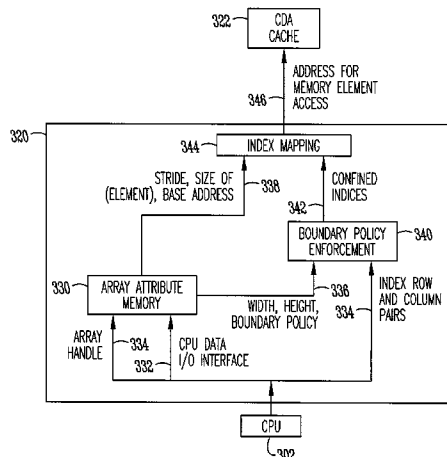 322
CDA
CACHE
ADDRESS FOR
MEMORY ELEMENT
ACCESS
346
320
344
INDEX MAPPING
STRIDE, SIZE OF
(ELEMENT), BASE ADDRESS
338
342
CONFINED
INDICES
BOUNDARY POLICY
ENFORCEMENT
340
330
ARRAY ATTRIBUTE
MEMORY
336
WIDTH, HEIGHT,
BOUNDARY POLICY
334
INDEX ROW
AND COLUMN
PAIRS
ARRAY
HANDLE
334
332
CPU DATA
I/O INTERFACE
CPU
302